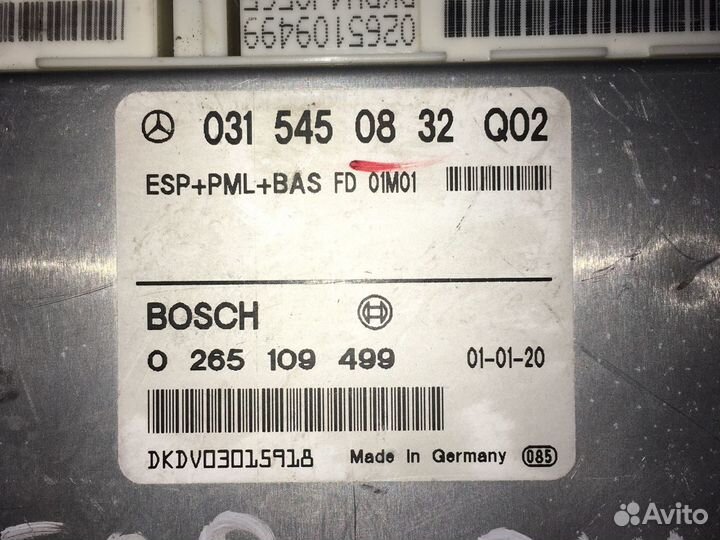 0265109499
031 545 08 32 Q02
ESP+PML+BAS FD 01M01
BOSCH
0 265 109 499 01-01-20
DKDV03015918 Made in Germany 085
Avito